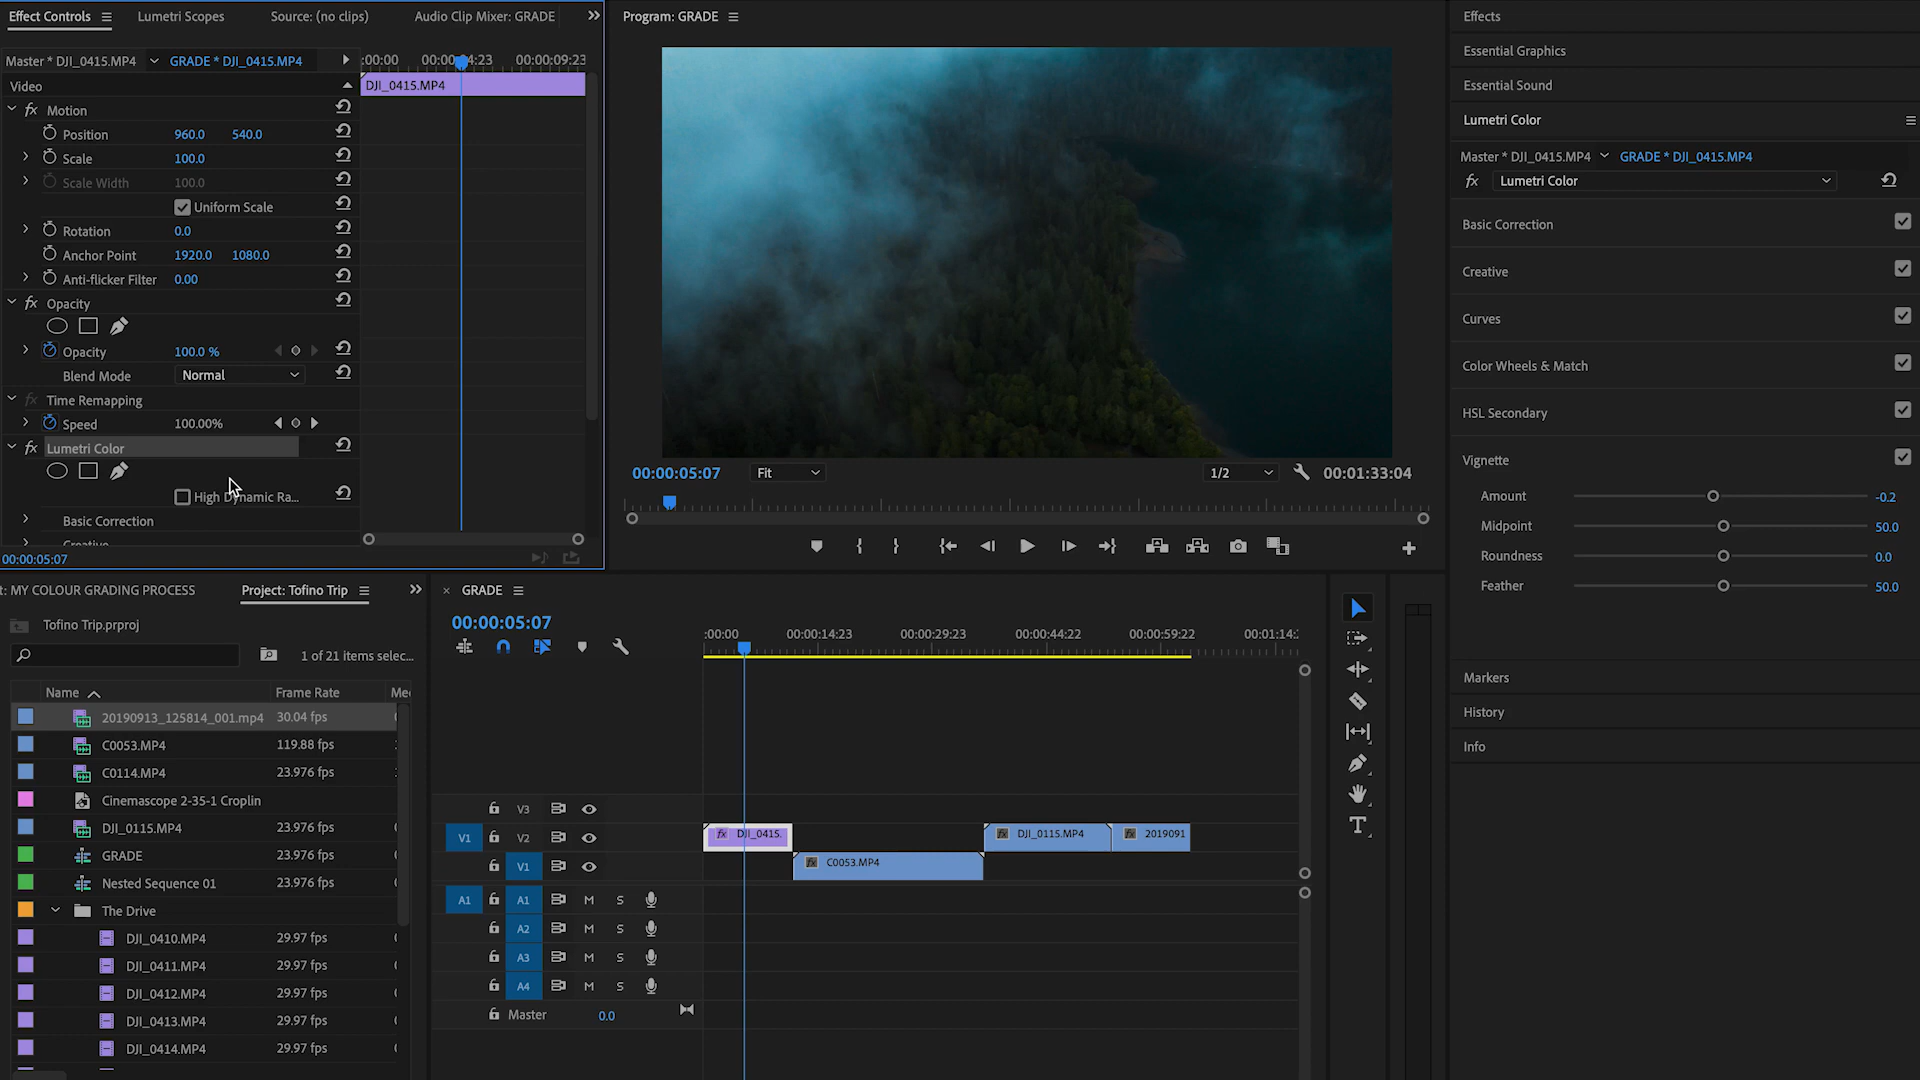 Effect Controls
Lumetri Scopes
Source: (no clips)
Audio Clip Mixer: GRADE
Master * DJI_0415.MP4
GRADE * DJI_0415.MP4
:00:00
00:00:09:23
Video
DJI_0415.MP4
fx Motion
Position 960.0 540.0
Scale 100.0
Scale Width 100.0
Uniform Scale
Rotation 0.0
Anchor Point 1920.0 1080.0
Anti-flicker Filter 0.00
fx Opacity
Opacity 100.0 %
Blend Mode Normal
fx Time Remapping
Speed 100.00%
fx Lumetri Color
High Dynamic Ra...
Basic Correction
Creative
00:00:05:07
Program: GRADE
00:00:05:07
Fit
1/2
00:01:33:04
Effects
Essential Graphics
Essential Sound
Lumetri Color
Master * DJI_0415.MP4
GRADE * DJI_0415.MP4
fx Lumetri Color
Basic Correction
Creative
Curves
Color Wheels & Match
HSL Secondary
Vignette
Amount -0.2
Midpoint 50.0
Roundness 0.0
Feather 50.0
Markers
History
Info
: MY COLOUR GRADING PROCESS
Project: Tofino Trip
Tofino Trip.prproj
1 of 21 items selec...
Name Frame Rate
20190913_125814_001.mp4 30.04 fps
C0053.MP4 119.88 fps
C0114.MP4 23.976 fps
Cinemascope 2-35-1 Croplin
DJI_0115.MP4 23.976 fps
GRADE 23.976 fps
Nested Sequence 01 23.976 fps
The Drive
DJI_0410.MP4 29.97 fps
DJI_0411.MP4 29.97 fps
DJI_0412.MP4 29.97 fps
DJI_0413.MP4 29.97 fps
DJI_0414.MP4 29.97 fps
× GRADE
00:00:05:07
:00:00
00:00:14:23
00:00:29:23
00:00:44:22
00:00:59:22
00:01:14:
V3
V1 V2
fx DJI_0415.
fx DJI_0115.MP4
fx 2019091
V1
fx C0053.MP4
A1 A1 M S
A2 M S
A3 M S
A4 M S
Master 0.0